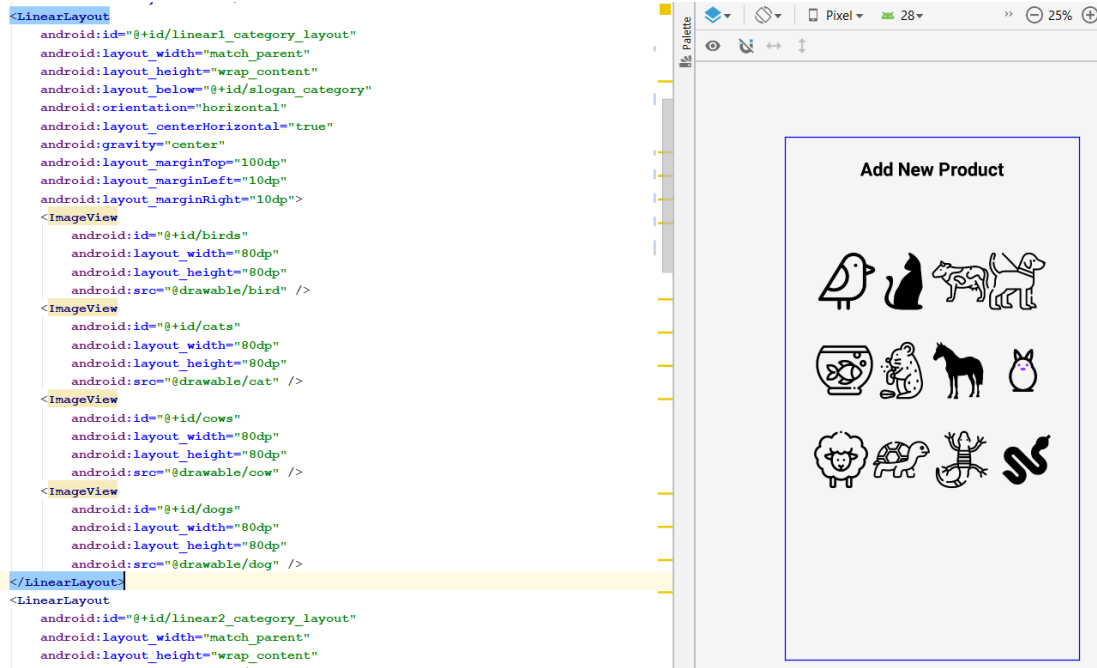 <LinearLayout
android:id="@+id/linear1_category_layout"
android:layout_width="match_parent"
android:layout_height="wrap_content"
android:layout_below="@+id/slogan_category"
android:orientation="horizontal"
android:layout_centerHorizontal="true"
android:gravity="center"
android:layout_marginTop="100dp"
android:layout_marginLeft="10dp"
android:layout_marginRight="10dp">
<ImageView
android:id="@+id/birds"
android:layout_width="80dp"
android:layout_height="80dp"
android:src="@drawable/bird" />
<ImageView
android:id="@+id/cats"
android:layout_width="80dp"
android:layout_height="80dp"
android:src="@drawable/cat" />
<ImageView
android:id="@+id/cows"
android:layout_width="80dp"
android:layout_height="80dp"
android:src="@drawable/cow" />
<ImageView
android:id="@+id/dogs"
android:layout_width="80dp"
android:layout_height="80dp"
android:src="@drawable/dog" />
</LinearLayout>
<LinearLayout
android:id="@+id/linear2_category_layout"
android:layout_width="match_parent"
android:layout_height="wrap_content"
Palette
Pixel 28 25%
Add New Product